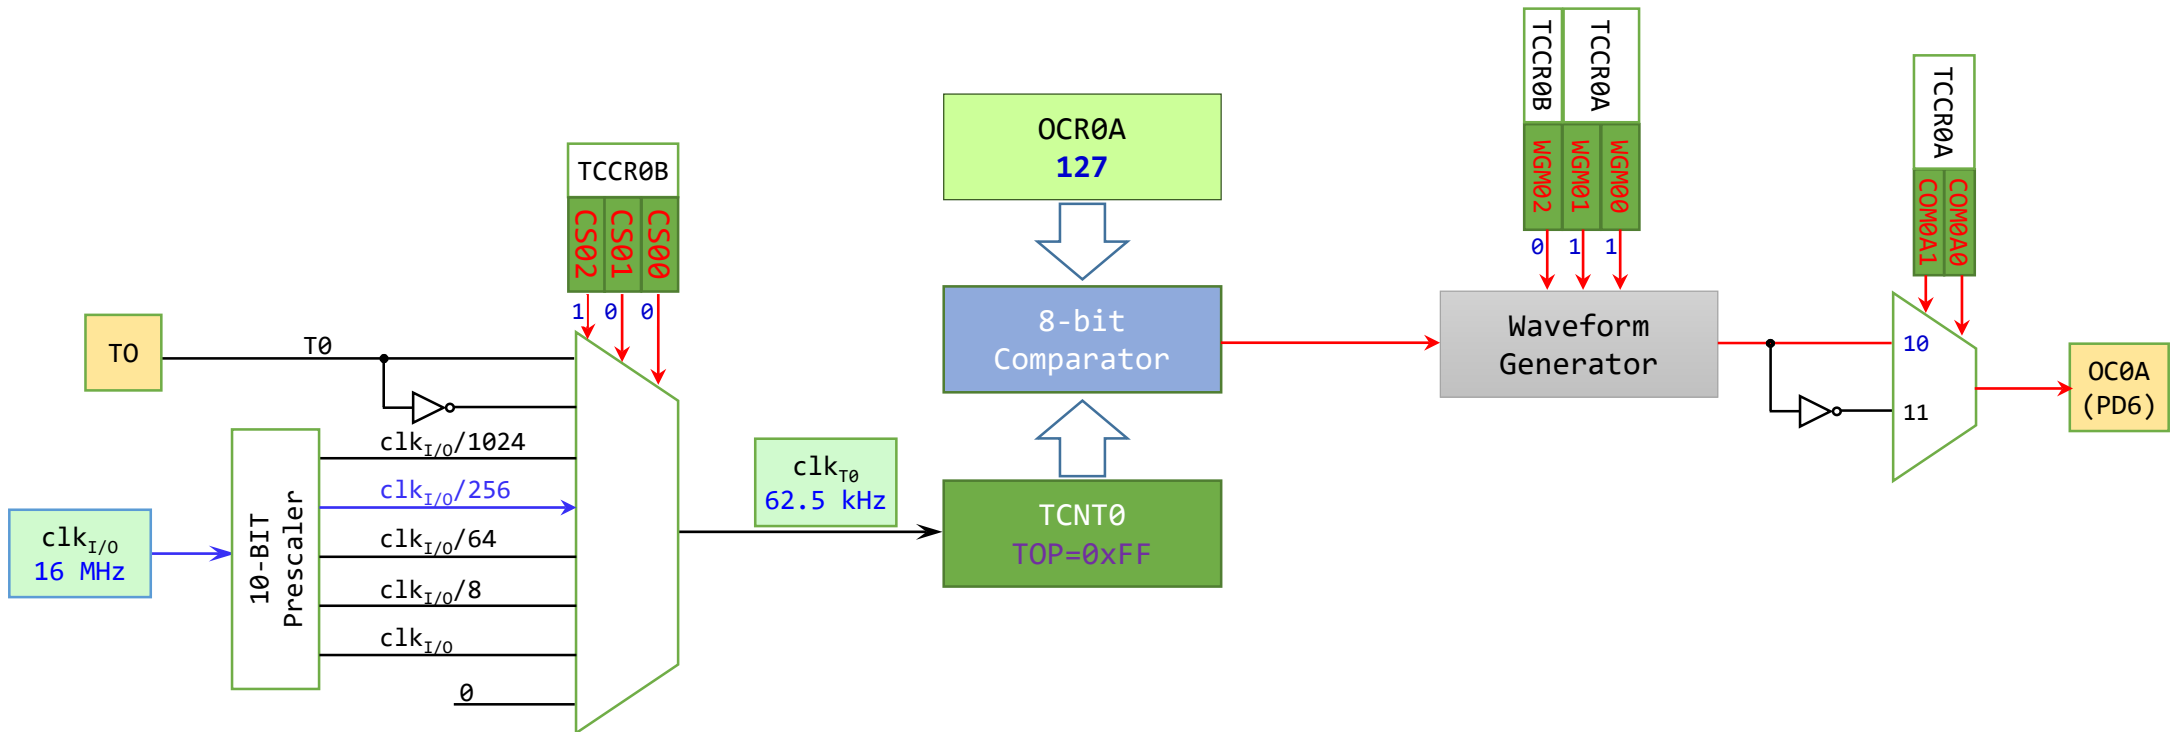 TCCR0B
CS02
CS01
CS00
1
0
0
TO
T0
clkI/O/1024
clkI/O/256
clkI/O/64
clkI/O/8
clkI/O
0
clkI/O
16 MHz
10-BIT
Prescaler
clkT0
62.5 kHz
OCR0A
127
8-bit
Comparator
TCNT0
TOP=0xFF
TCCR0B
TCCR0A
WGM02
WGM01
WGM00
0
1
1
Waveform
Generator
TCCR0A
COM0A1
COM0A0
10
11
OC0A
(PD6)